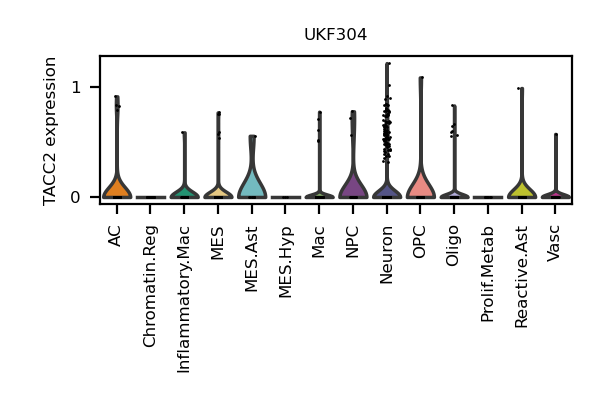 UKF304
TACC2 expression
1
0
AC
Chromatin.Reg
Inflammatory.Mac
MES
MES.Ast
MES.Hyp
Mac
NPC
Neuron
OPC
Oligo
Prolif.Metab
Reactive.Ast
Vasc